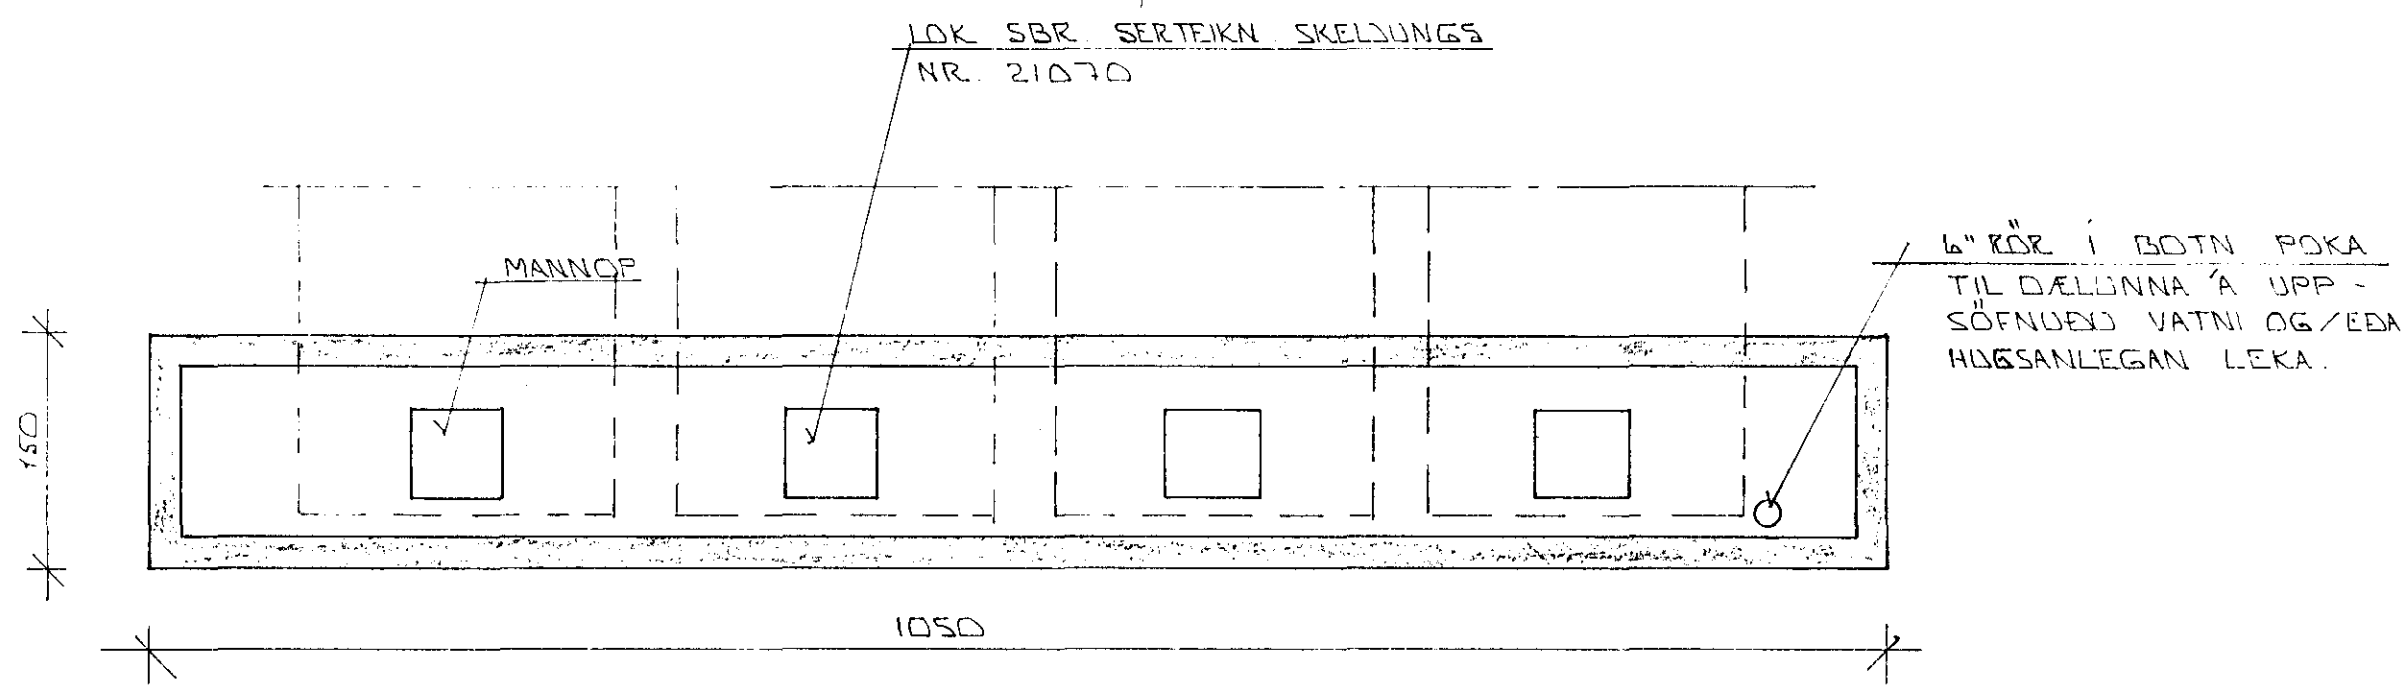 LOK SBR. SERTEIKN. SKELJUNGS
NR. 21070
MANNOP
6" RÖR Í BOTN POKA
TIL DÆLUNNA Á UPP-
SÖFNUÐU VATNI OG/EÐA
HUGSANLEGAN LEKA.
150
1050